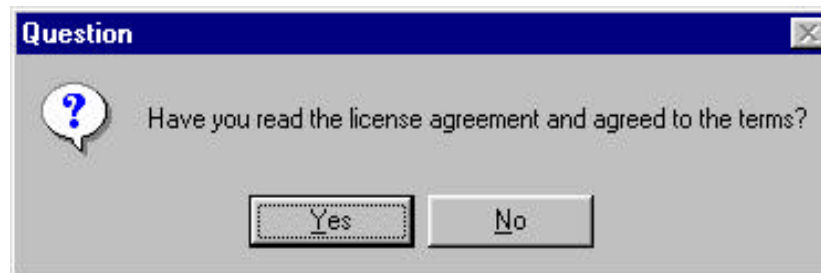 Question
Have you read the license agreement and agreed to the terms?
Yes No